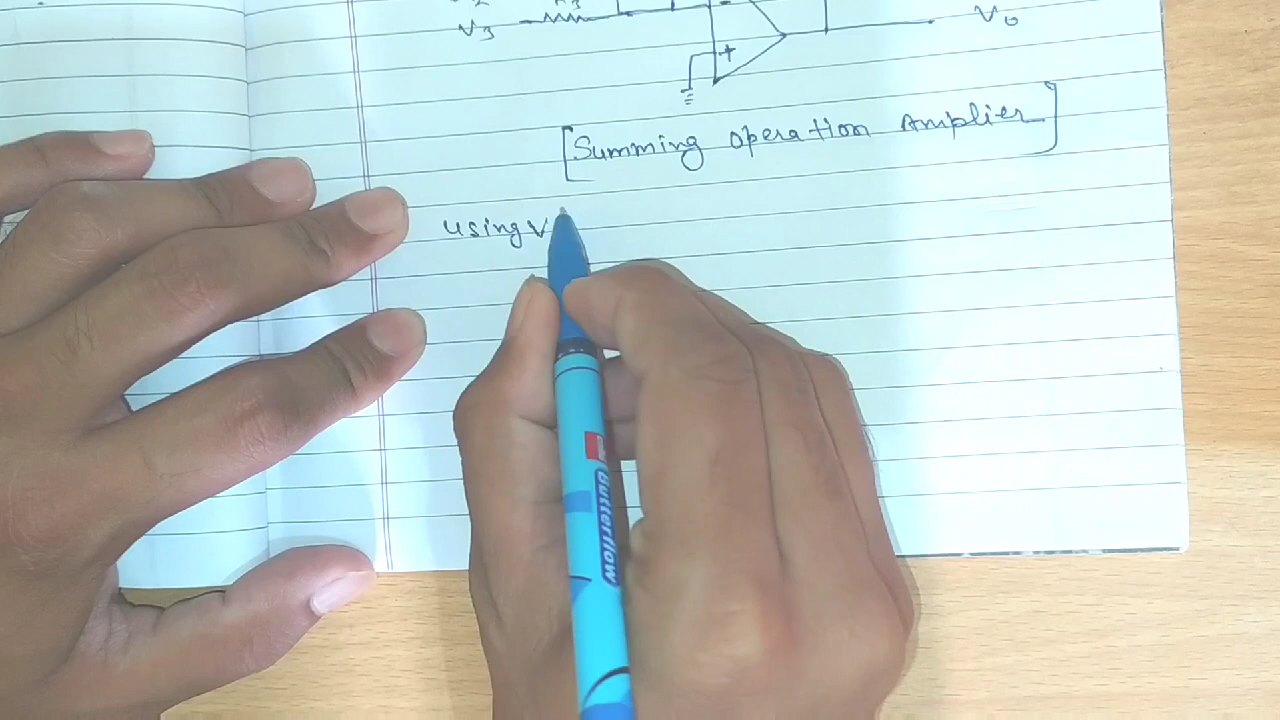 V3
V0
+
[Summing operation Amplier]
using V
Butterflow